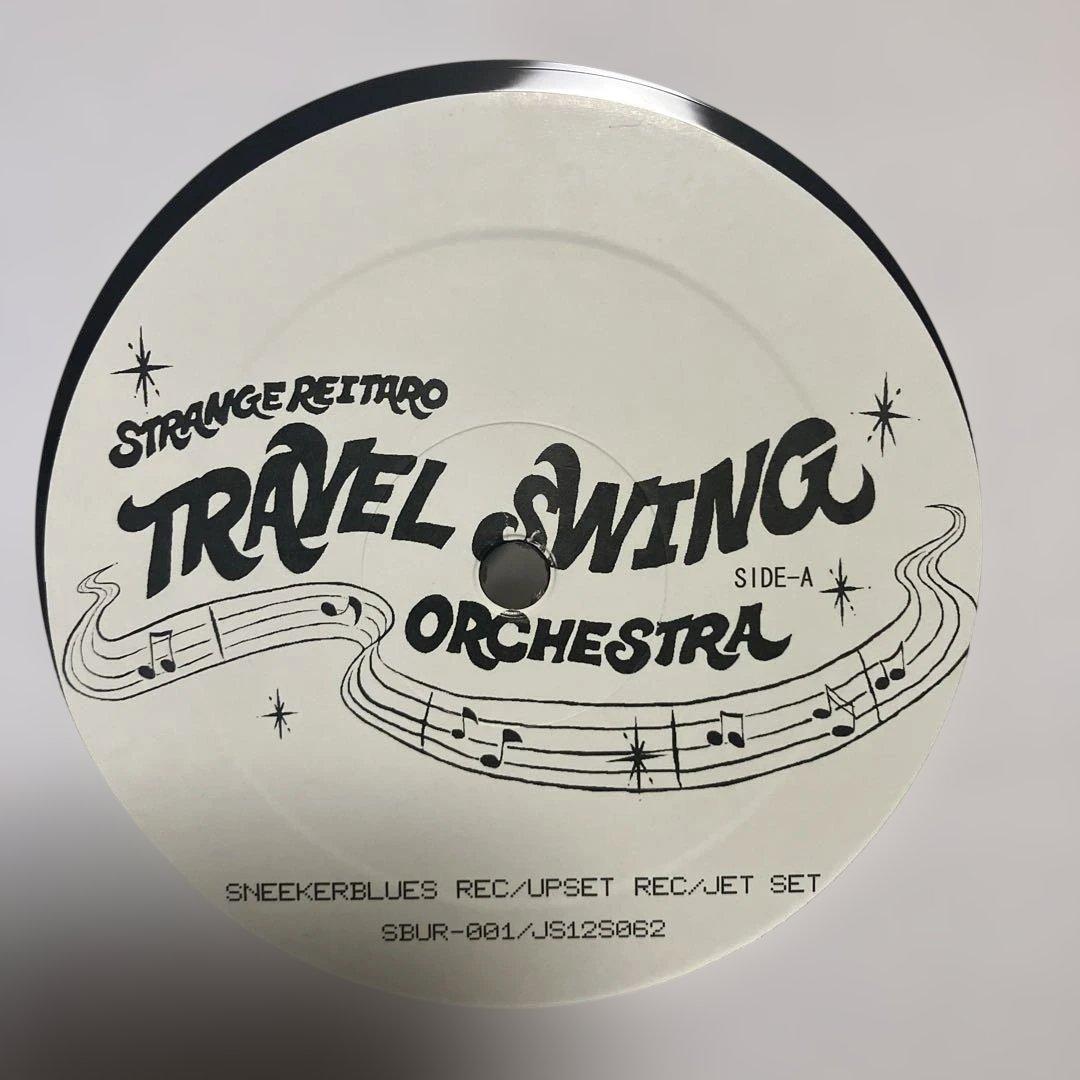 STRANGE REITARO
TRAVEL SWING
SIDE-A
ORCHESTRA
SNEEKERBLUES REC/UPSET REC/JET SET
SBUR-001/JS12S062